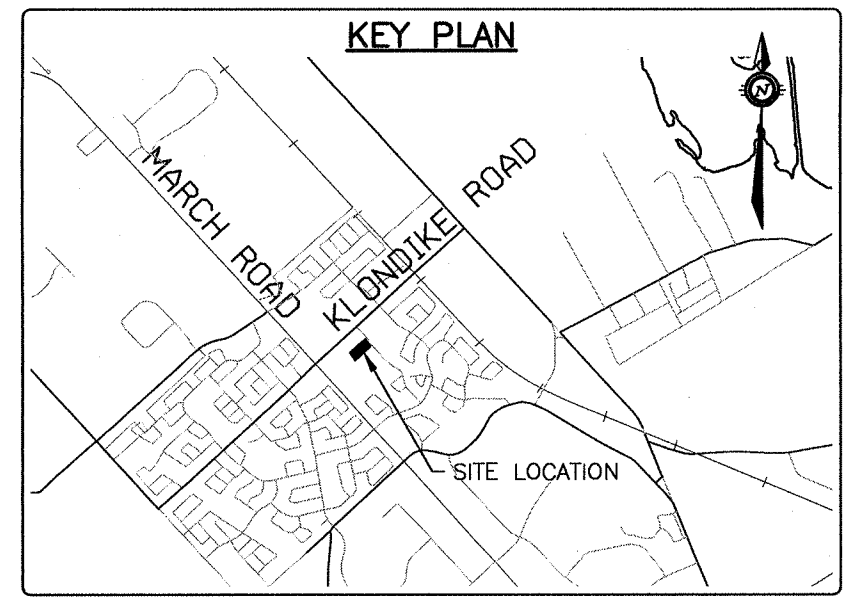 KEY PLAN
N
MARCH ROAD
KLONDIKE ROAD
SITE LOCATION